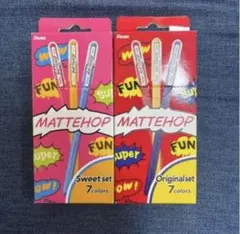 Pentel
WOW!
FUN
MATTEHOP
Super
FUN
WOW!
Sweet set
7 colors
Pentel
WOW!
FUN
MATTEHOP
Super
FUN
WOW!
Original set
7 colors